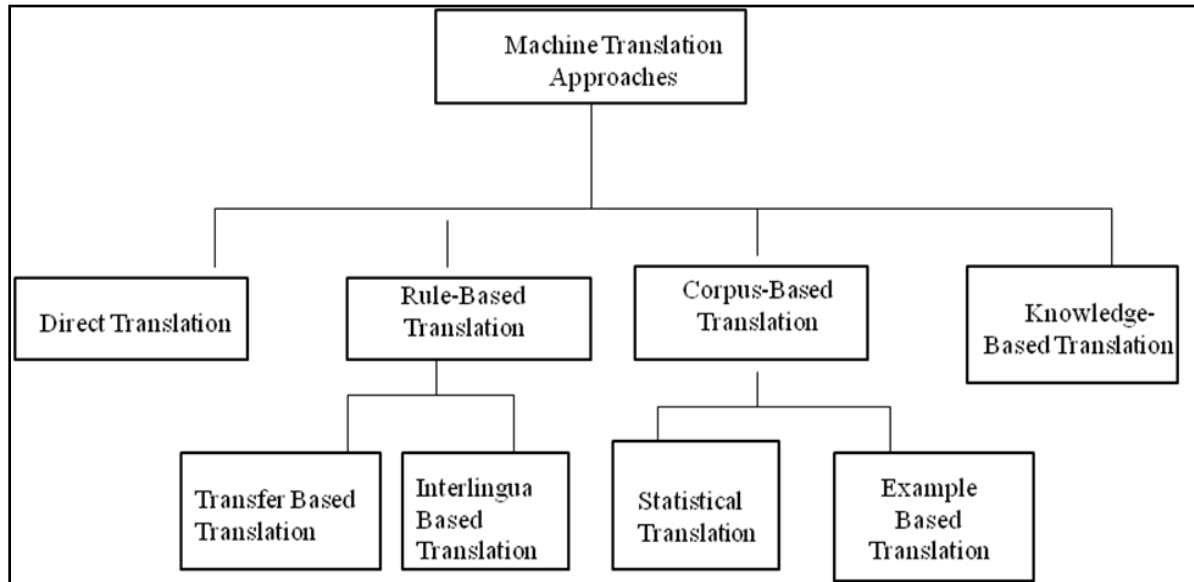 Machine Translation
Approaches
Direct Translation
Rule-Based
Translation
Corpus-Based
Translation
Knowledge-
Based Translation
Transfer Based
Translation
Interlingua
Based
Translation
Statistical
Translation
Example
Based
Translation